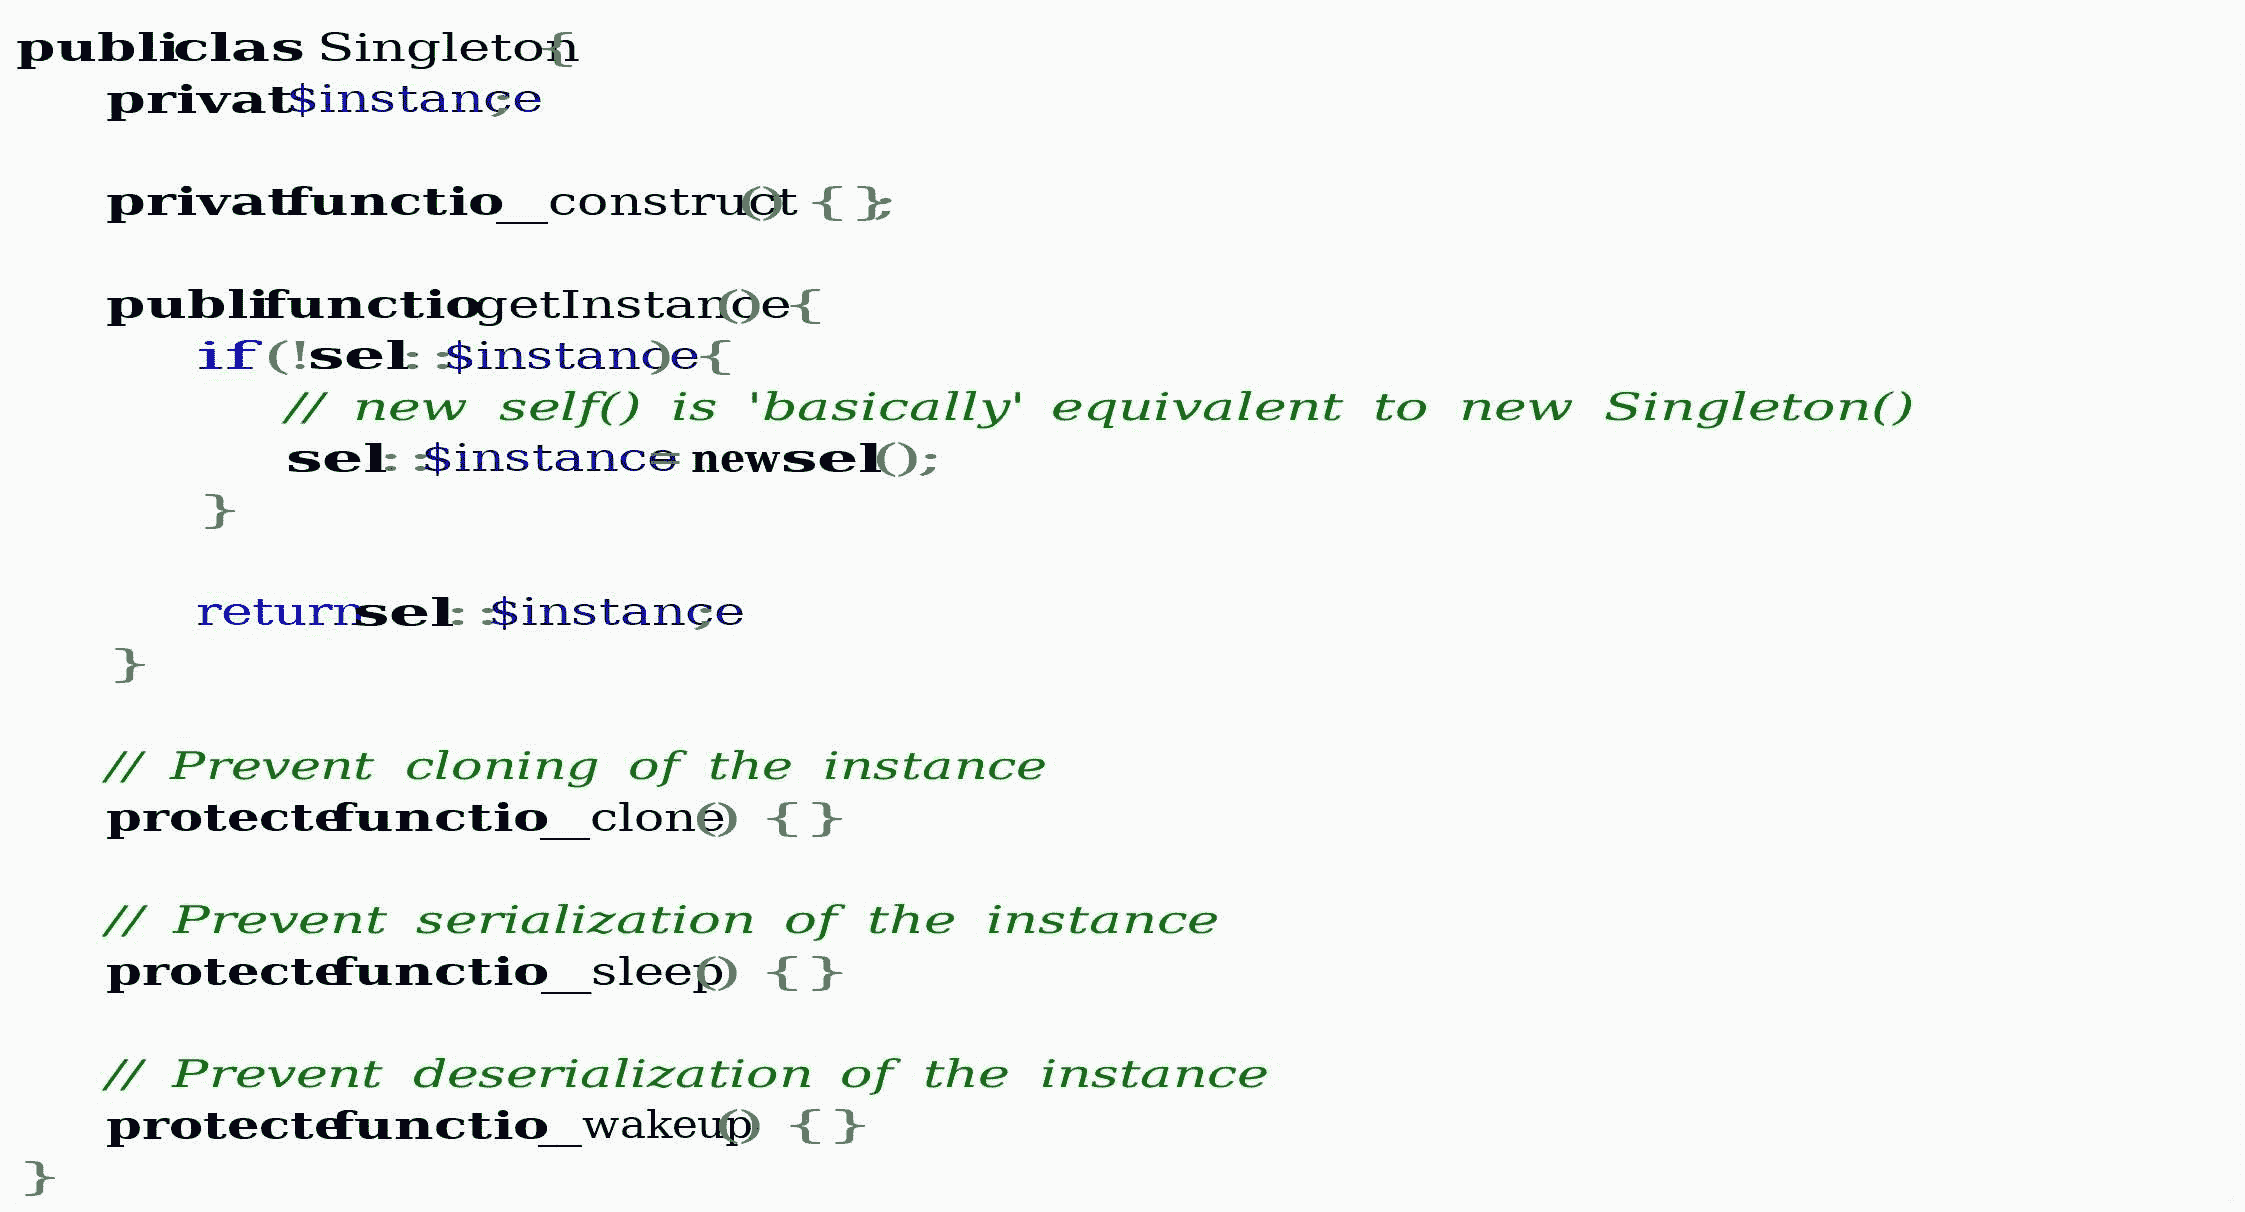 publiclas Singleton{
privat$instance;
privatfunctio__construct() {};
publifunctiogetInstance(){
if(!sel::$instance){
// new self() is 'basically' equivalent to new Singleton()
sel::$instance= newsel();
}
returnsel::$instance;
}
// Prevent cloning of the instance
protectefunctio__clone() {}
// Prevent serialization of the instance
protectefunctio__sleep() {}
// Prevent deserialization of the instance
protectefunctio__wakeup() {}
}